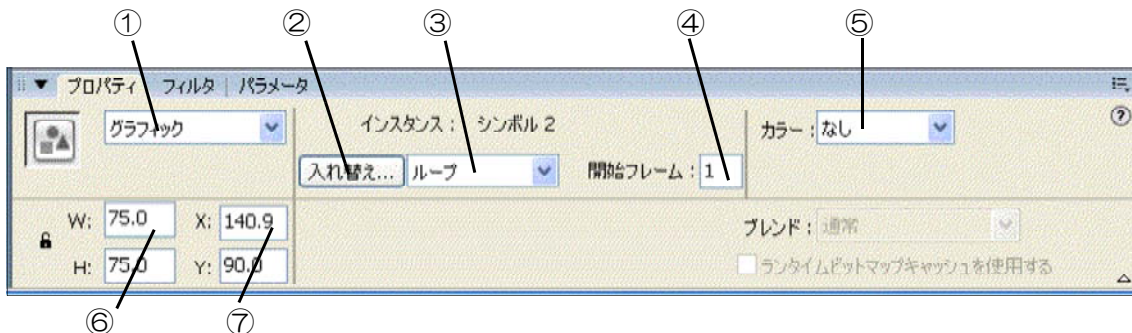 ① ② ③ ④ ⑤
プロパティ フィルタ パラメータ
グラフィック インスタンス： シンボル 2 カラー：なし
入れ替え... ループ 開始フレーム：1
W: 75.0 X: 140.9 ブレンド：通常
H: 75.0 Y: 90.0 ランタイムビットマップキャッシュを使用する
⑥ ⑦